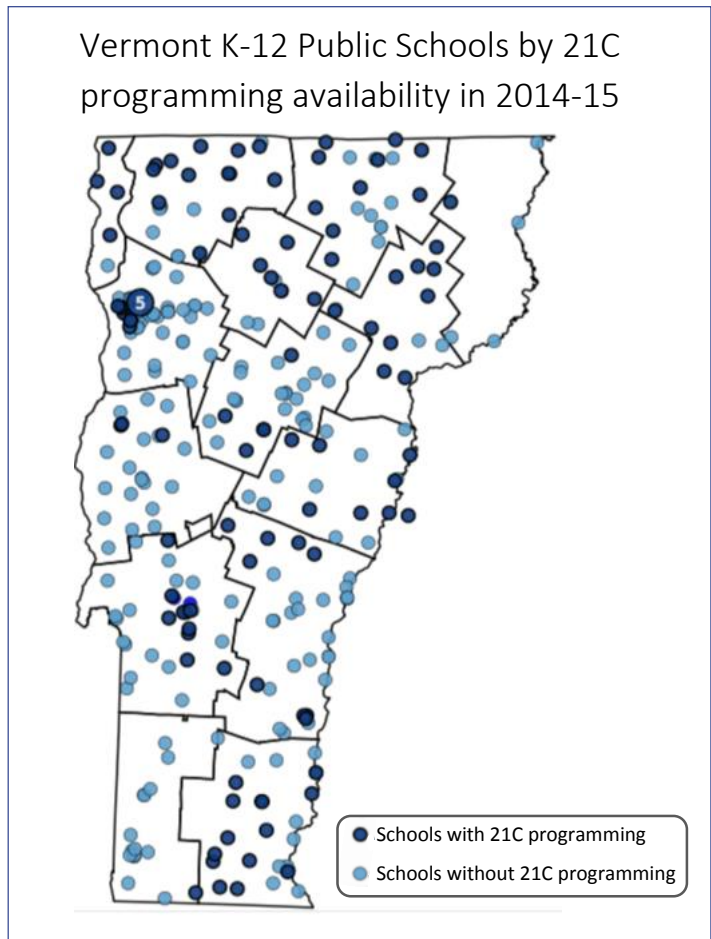 Vermont K-12 Public Schools by 21C
programming availability in 2014-15
5
Schools with 21C programming
Schools without 21C programming